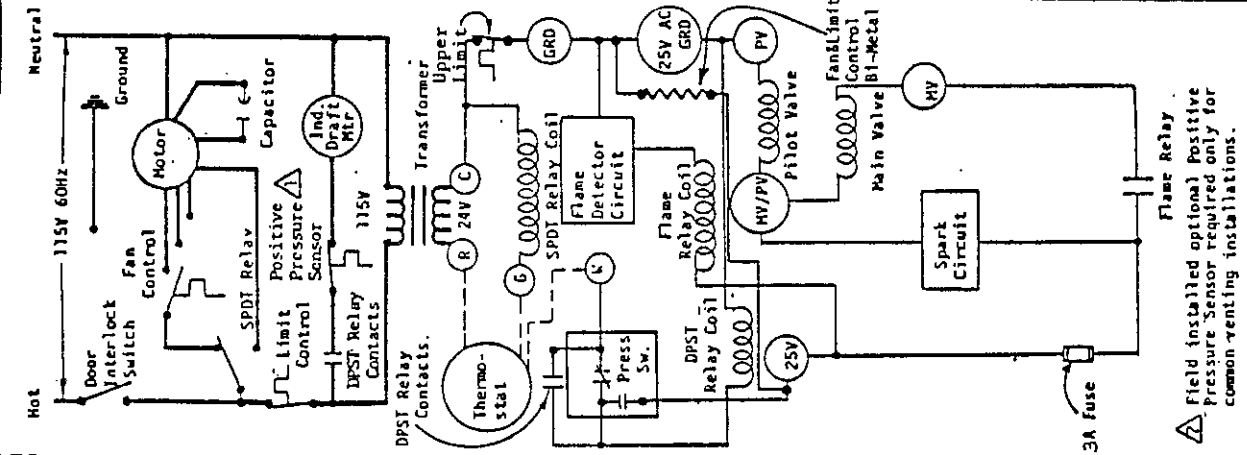 Neutral
115V 60Hz
Hot
Ground
Motor
Capacitor
Door
Interlock
Switch
Fan
Control
SPDT Relay
Limit
Control
Positive
Pressure
Sensor
Ind.
Draft
Mtr
DPST Relay
Contacts
115V
Transformer
24V
R
C
Upper
Limit
GRD
G
SPDT Relay Coil
Thermo-
stat
DPST Relay
Contacts.
W
Press
Sw.
Flame
Detector
Circuit
25V AC
GRD
Flame
Relay Coil
DPST
Relay Coil
25V
PV
Pilot Valve
MV/PV
Fan&Limit
Control
Bi-Metal
Main Valve
MV
Spark
Circuit
3A Fuse
Flame Relay
Field installed optional Positive
Pressure Sensor required only for
common venting installations.